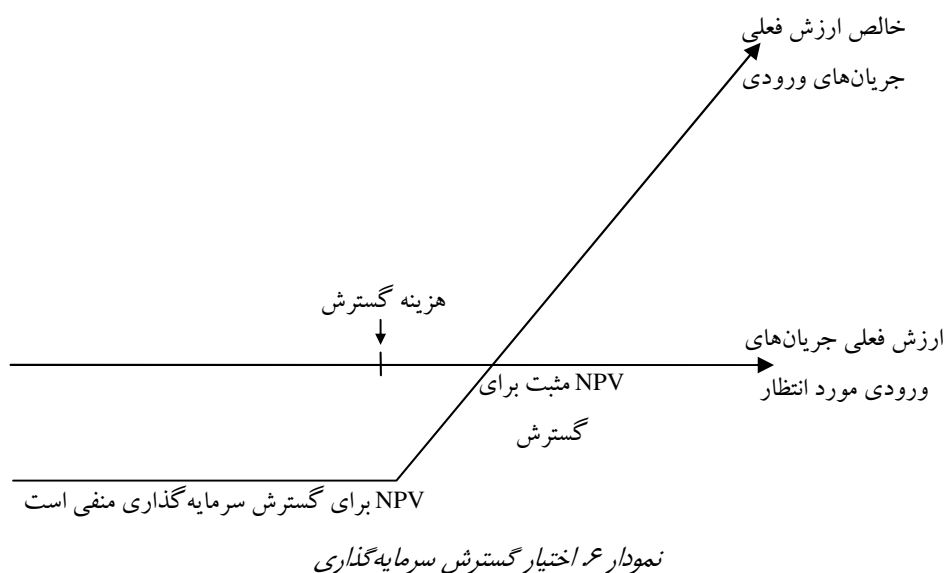 خالص ارزش فعلی
جریان‌های ورودی
هزینه گسترش
ارزش فعلی جریان‌های
ورودی مورد انتظار
NPV مثبت برای
گسترش
NPV برای گسترش سرمایه‌گذاری منفی است
نمودار ۶. اختیار گسترش سرمایه‌گذاری